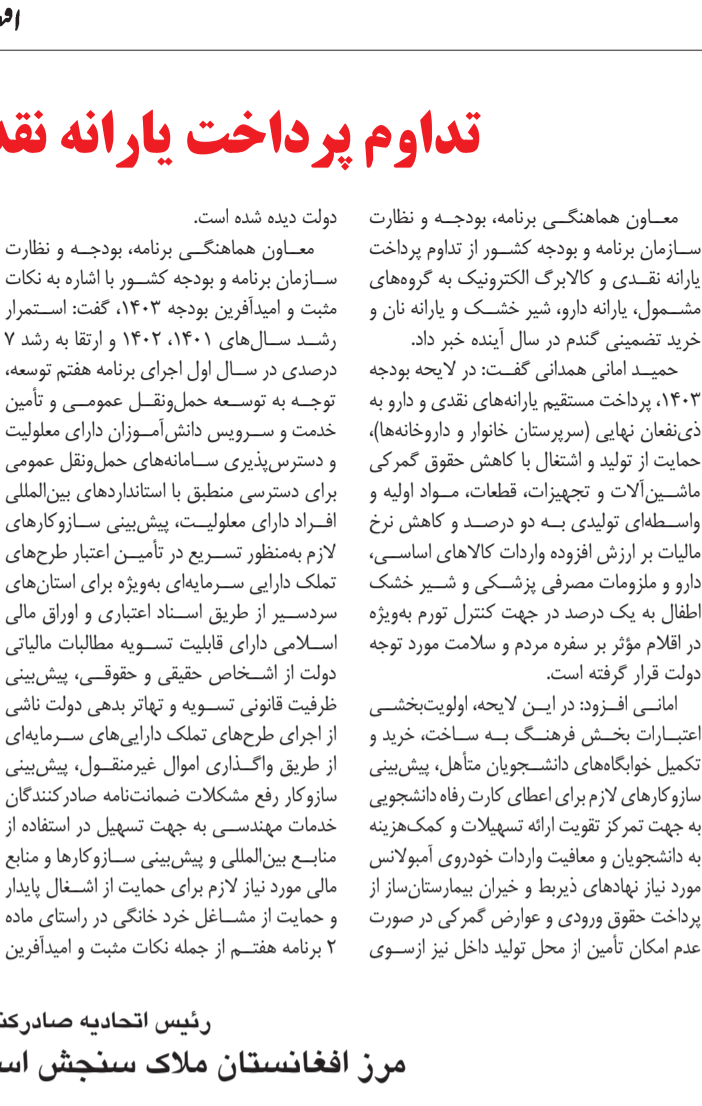 تداوم پرداخت یارانه
معاون هماهنگی برنامه، بودجه و نظارت
سازمان برنامه و بودجه کشور از تداوم پرداخت
یارانه نقدی و کالابرگ الکترونیک به گروه‌های
مشمول، یارانه دارو، شیر خشک و یارانه نان و
خرید تضمینی گندم در سال آینده خبر داد.
حمید امانی همدانی گفت: در لایحه بودجه
۱۴۰۳، پرداخت مستقیم یارانه‌های نقدی و دارو به
ذی‌نفعان نهایی (سرپرستان خانوار و داروخانه‌ها)،
حمایت از تولید و اشتغال با کاهش حقوق گمرکی
ماشین‌آلات و تجهیزات، قطعات، مواد اولیه و
واسطه‌ای تولیدی به دو درصد و کاهش نرخ
مالیات بر ارزش افزوده واردات کالاهای اساسی،
دارو و ملزومات مصرفی پزشکی و شیر خشک
اطفال به یک درصد در جهت کنترل تورم به‌ویژه
در اقلام مؤثر بر سفره مردم و سلامت مورد توجه
دولت قرار گرفته است.
امانی افزود: در این لایحه، اولویت‌بخشی
اعتبارات بخش فرهنگ به ساخت، خرید و
تکمیل خوابگاه‌های دانشجویان متأهل، پیش‌بینی
سازوکارهای لازم برای اعطای کارت رفاه دانشجویی
به جهت تمرکز تقویت ارائه تسهیلات و کمک‌هزینه
به دانشجویان و معافیت واردات خودروی آمبولانس
مورد نیاز نهادهای ذیربط و خیران بیمارستان‌ساز از
پرداخت حقوق ورودی و عوارض گمرکی در صورت
عدم امکان تأمین از محل تولید داخل نیز ازسوی
دولت دیده شده است.
معاون هماهنگی برنامه، بودجه و نظارت
سازمان برنامه و بودجه کشور با اشاره به نکات
مثبت و امیدآفرین بودجه ۱۴۰۳، گفت: استمرار
رشد سال‌های ۱۴۰۱، ۱۴۰۲ و ارتقا به رشد ۷
درصدی در سال اول اجرای برنامه هفتم توسعه،
توجه به توسعه حمل‌ونقل عمومی و تأمین
خدمت و سرویس دانش‌آموزان دارای معلولیت
و دسترس‌پذیری سامانه‌های حمل‌ونقل عمومی
برای دسترسی منطبق با استانداردهای بین‌المللی
افراد دارای معلولیت، پیش‌بینی سازوکارهای
لازم به‌منظور تسریع در تأمین اعتبار طرح‌های
تملک دارایی سرمایه‌ای به‌ویژه برای استان‌های
سردسیر از طریق اسناد اعتباری و اوراق مالی
اسلامی دارای قابلیت تسویه مطالبات مالیاتی
دولت از اشخاص حقیقی و حقوقی، پیش‌بینی
ظرفیت قانونی تسویه و تهاتر بدهی دولت ناشی
از اجرای طرح‌های تملک دارایی‌های سرمایه‌ای
از طریق واگذاری اموال غیرمنقول، پیش‌بینی
سازوکار رفع مشکلات ضمانت‌نامه صادرکنندگان
خدمات مهندسی به جهت تسهیل در استفاده از
منابع بین‌المللی و پیش‌بینی سازوکارها و منابع
مالی مورد نیاز لازم برای حمایت از اشغال پایدار
و حمایت از مشاغل خرد خانگی در راستای ماده
۲ برنامه هفتم از جمله نکات مثبت و امیدآفرین
رئیس اتحادیه
مرز افغانستان ملاک سنجش